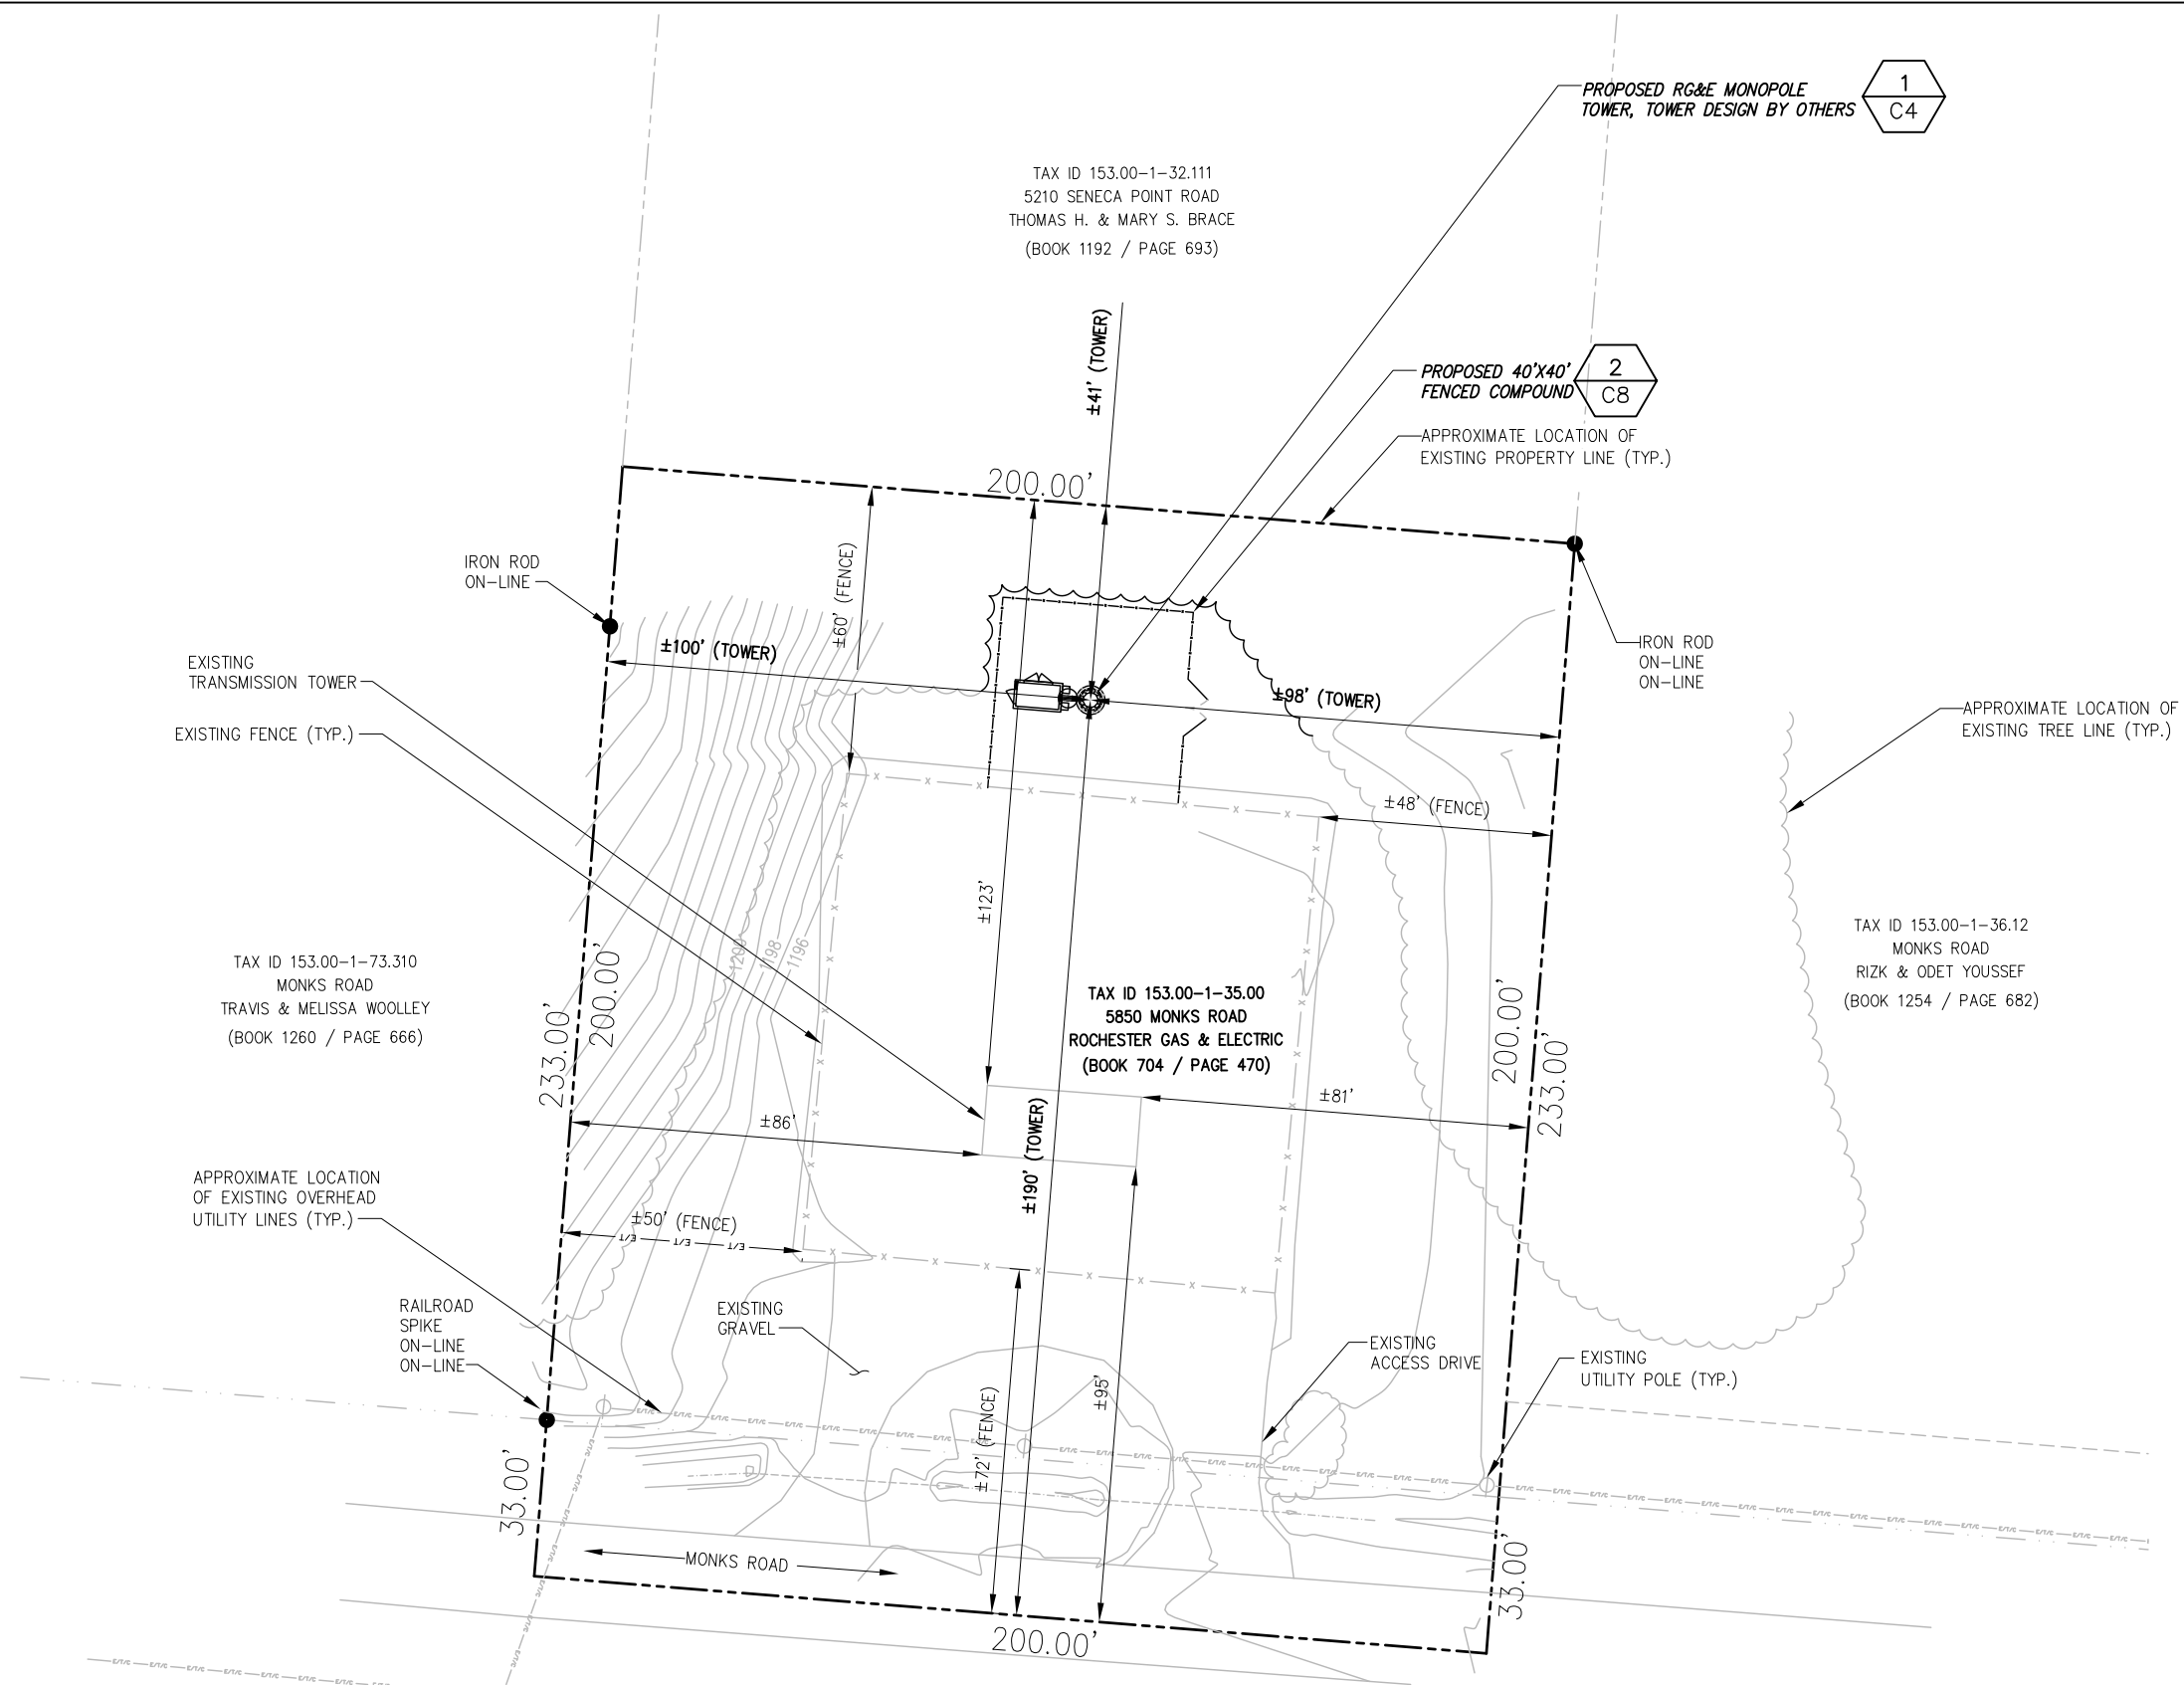 PROPOSED RG&E MONOPOLE
TOWER, TOWER DESIGN BY OTHERS
1
C4
TAX ID 153.00-1-32.111
5210 SENECA POINT ROAD
THOMAS H. & MARY S. BRACE
(BOOK 1192 / PAGE 693)
±41' (TOWER)
PROPOSED 40'X40'
FENCED COMPOUND
2
C8
APPROXIMATE LOCATION OF
EXISTING PROPERTY LINE (TYP.)
200.00'
IRON ROD
ON-LINE
±60' (FENCE)
±100' (TOWER)
IRON ROD
ON-LINE
ON-LINE
EXISTING
TRANSMISSION TOWER
EXISTING FENCE (TYP.)
±98' (TOWER)
APPROXIMATE LOCATION OF
EXISTING TREE LINE (TYP.)
±48' (FENCE)
±123'
1200
1198
1196
TAX ID 153.00-1-73.310
MONKS ROAD
TRAVIS & MELISSA WOOLLEY
(BOOK 1260 / PAGE 666)
233.00'
200.00'
TAX ID 153.00-1-35.00
5850 MONKS ROAD
ROCHESTER GAS & ELECTRIC
(BOOK 704 / PAGE 470)
200.00'
233.00'
TAX ID 153.00-1-36.12
MONKS ROAD
RIZK & ODET YOUSSEF
(BOOK 1254 / PAGE 682)
±86'
±81'
±190' (TOWER)
APPROXIMATE LOCATION
OF EXISTING OVERHEAD
UTILITY LINES (TYP.)
±50' (FENCE)
RAILROAD
SPIKE
ON-LINE
ON-LINE
EXISTING
GRAVEL
EXISTING
ACCESS DRIVE
EXISTING
UTILITY POLE (TYP.)
±72' (FENCE)
±95'
33.00'
MONKS ROAD
33.00'
200.00'